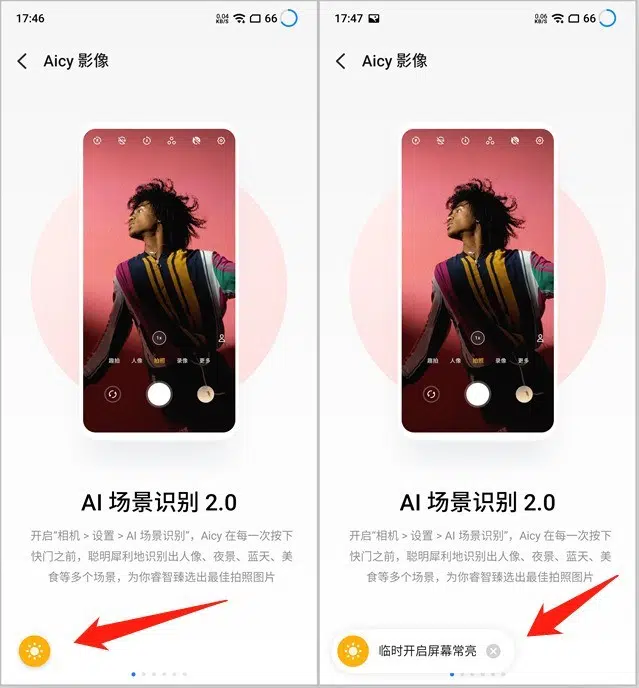 17:46
0.04
KB/S
66
Aicy 影像
1x
趣拍 人像 拍照 录像 更多
AI 场景识别 2.0
开启“相机 > 设置 > AI 场景识别”，Aicy 在每一次按下
快门之前，聪明犀利地识别出人像、夜景、蓝天、美
食等多个场景，为你睿智臻选出最佳拍照图片
17:47
0.06
KB/S
66
Aicy 影像
1x
趣拍 人像 拍照 录像 更多
AI 场景识别 2.0
开启“相机 > 设置 > AI 场景识别”，Aicy 在每一次按下
快门之前，聪明犀利地识别出人像、夜景、蓝天、美
食等多个场景，为你睿智臻选出最佳拍照图片
临时开启屏幕常亮